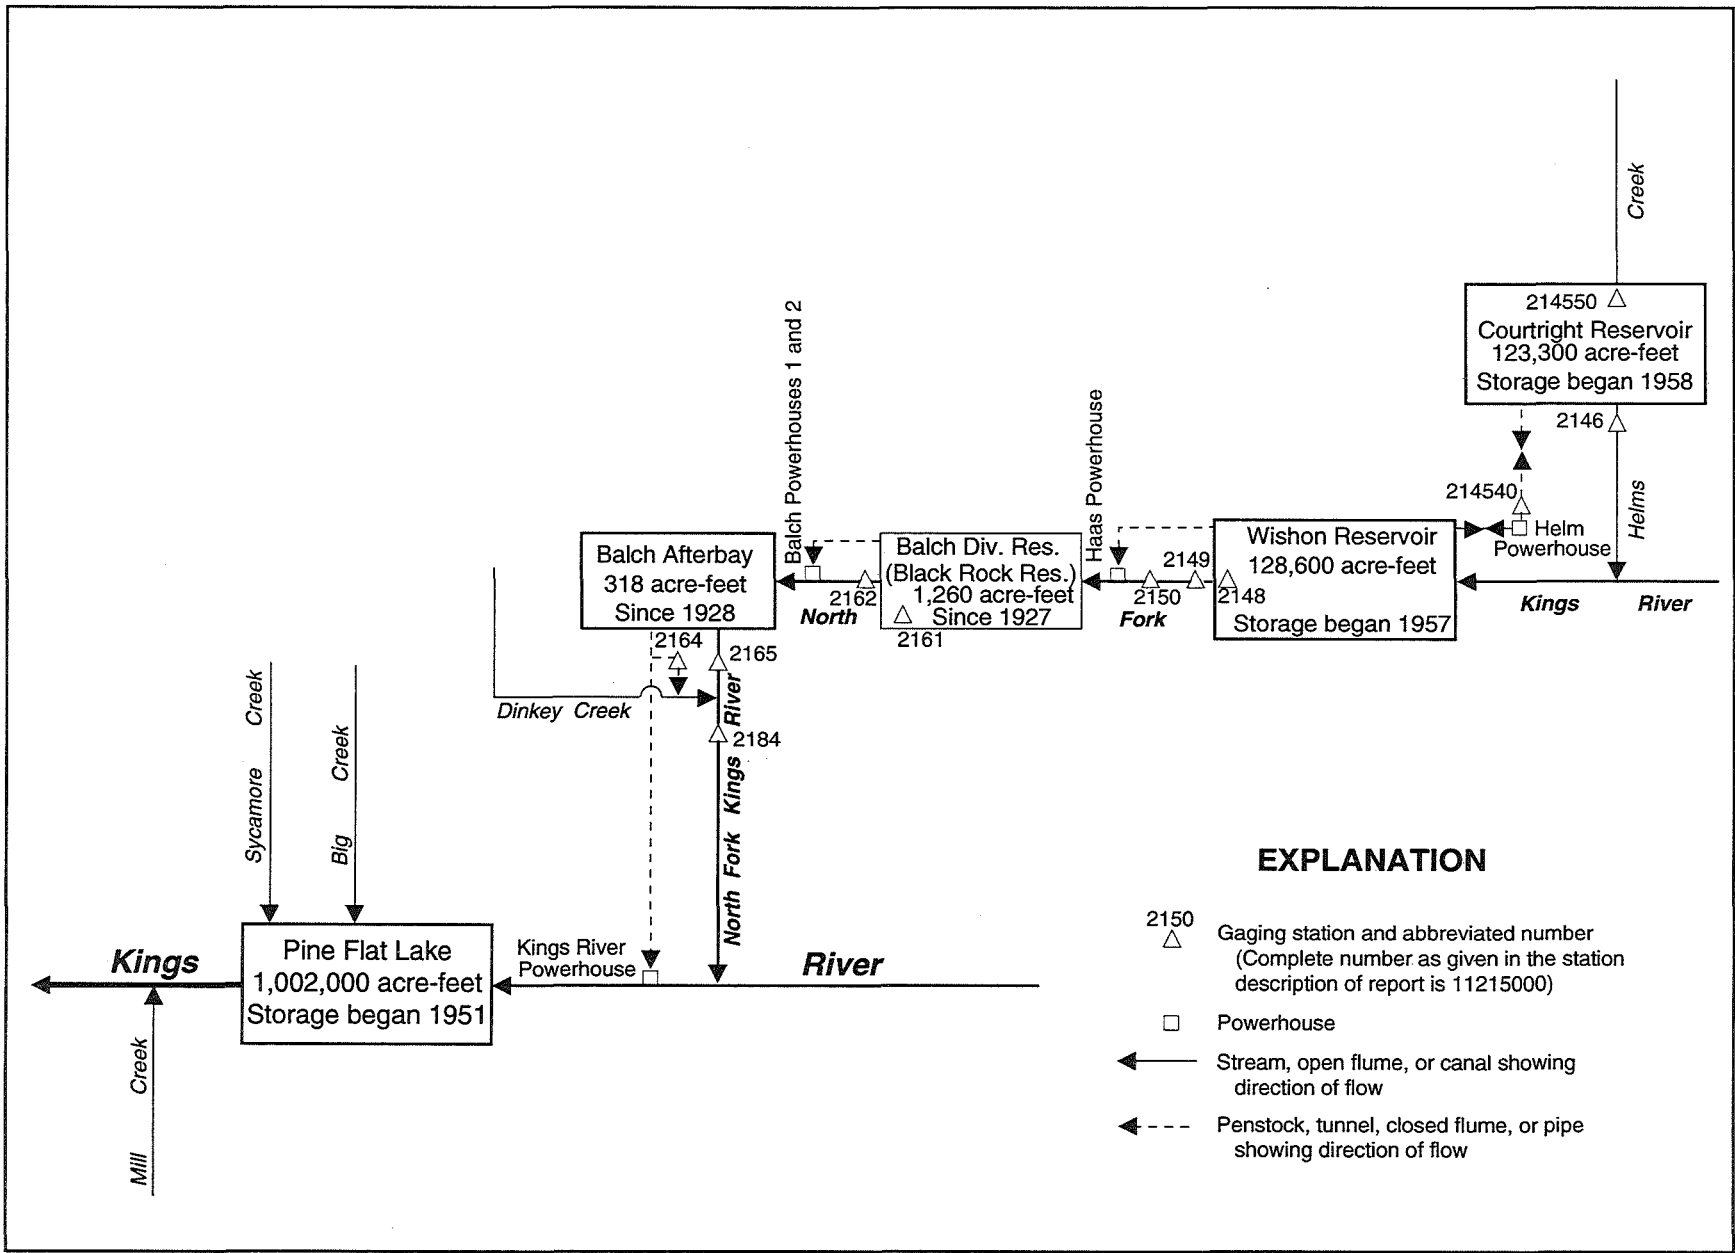 Creek
214550
Courtright Reservoir
123,300 acre-feet
Storage began 1958
2146
Helms
214540
Helm
Powerhouse
Wishon Reservoir
128,600 acre-feet
Storage began 1957
2148
Kings River
Haas Powerhouse
2149
2150
Fork
Balch Div. Res.
(Black Rock Res.)
1,260 acre-feet
Since 1927
2161
Balch Powerhouses 1 and 2
2162
North
Balch Afterbay
318 acre-feet
Since 1928
2164
2165
Dinkey Creek
2184
North Fork Kings River
Sycamore Creek
Big Creek
Kings River
Powerhouse
River
Pine Flat Lake
1,002,000 acre-feet
Storage began 1951
Kings
Mill Creek
EXPLANATION
2150
Gaging station and abbreviated number
(Complete number as given in the station
description of report is 11215000)
Powerhouse
Stream, open flume, or canal showing
direction of flow
Penstock, tunnel, closed flume, or pipe
showing direction of flow